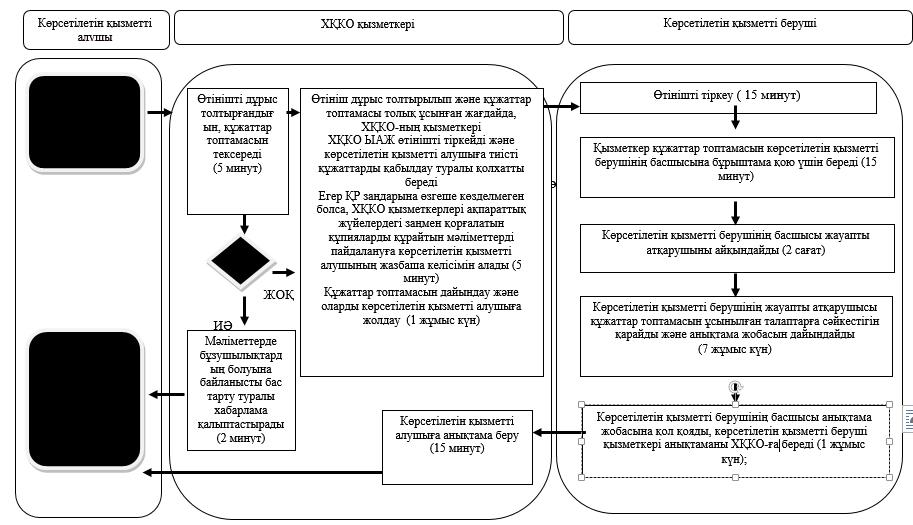 Көрсетілетін қызметті
алушы
ХҚКО қызметкері
Көрсетілетін қызметті беруші
Өтінішті дұрыс
толтырғандығ
ын, құжаттар
топтамасын
тексереді
(5 минут)
Өтініш дұрыс толтырылып және құжаттар
топтамасы толық ұсынған жағдайда,
ХҚКО-ның қызметкері
ХҚКО ЫАЖ өтінішті тіркейді және
көрсетілетін қызметті алушыға тиісті
құжаттарды қабылдау туралы қолхатты
береді
Егер ҚР заңдарына өзгеше көзделмеген
болса, ХҚКО қызметкерлері ақпараттық
жүйелердегі заңмен қорғалатын
құпияларды құрайтын мәліметтерді
пайдалануға көрсетілетін қызметті
алушының жазбаша келісімін алады (5
минут)
Құжаттар топтамасын дайындау және
оларды көрсетілетін қызметті алушыға
жолдау (1 жұмыс күн)
ЖОҚ
ИӘ
Мәліметтерде
бұзушылықтард
ың болуына
байланысты бас
тарту туралы
хабарлама
қалыптастырады
(2 минут)
Көрсетілетін қызметті
алушыға анықтама беру
(15 минут)
Өтінішті тіркеу ( 15 минут)
Қызметкер құжаттар топтамасын көрсетілетін қызметті
берушінің басшысына бұрыштама қою үшін береді (15
минут)
Көрсетілетін қызметті берушінің басшысы жауапты
атқарушыны айқындайды (2 сағат)
Көрсетілетін қызметті берушінің жауапты атқарушысы
құжаттар топтамасын ұсынылған талаптарға сәйкестігін
қарайды және анықтама жобасын дайындайды
(7 жұмыс күн)
Көрсетілетін қызметті берушінің басшысы анықтама
жобасына қол қояды, көрсетілетін қызметті беруші
қызметкері анықтаманы ХҚКО-ға береді (1 жұмыс
күн);